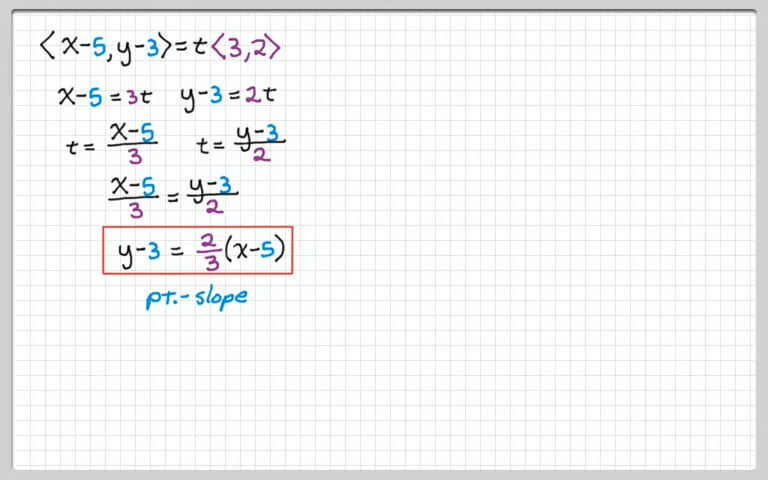 ⟨x-5, y-3⟩ = t⟨3,2⟩
x-5 = 3t   y-3 = 2t
t = (x-5)/3   t = (y-3)/2
(x-5)/3 = (y-3)/2
y-3 = 2/3 (x-5)
pt.- slope